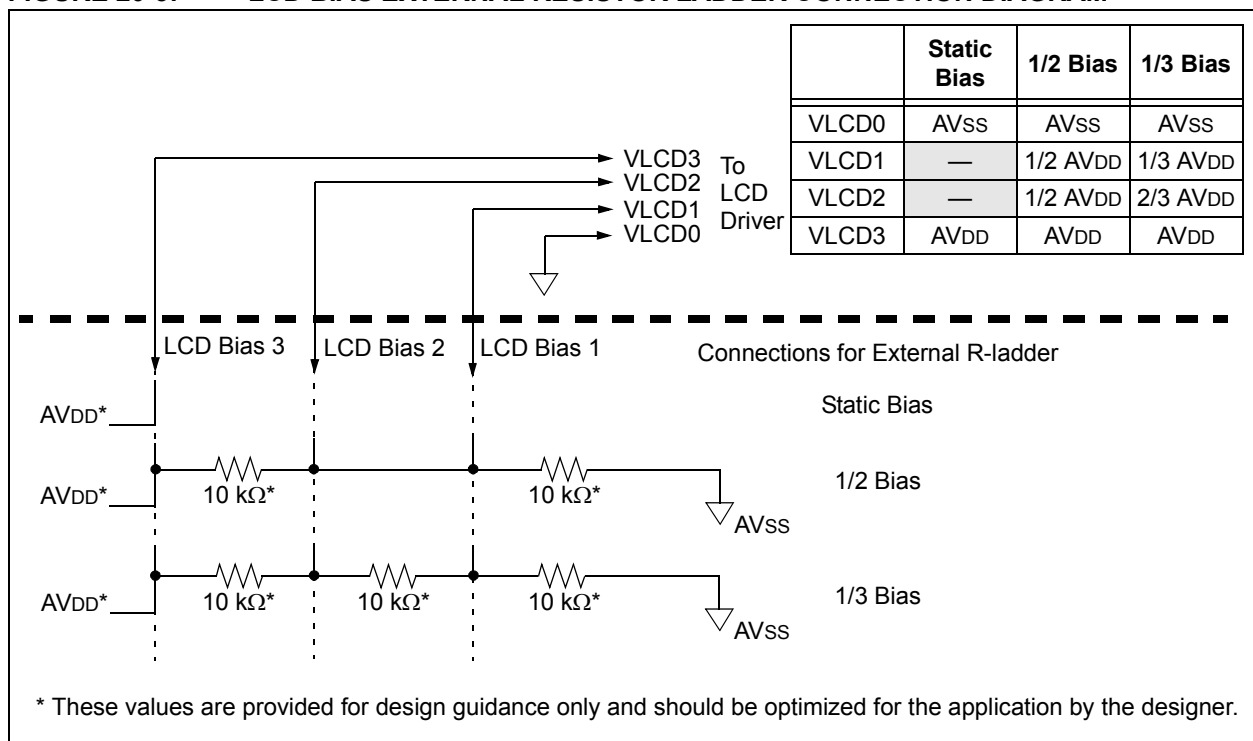 Static Bias 1/2 Bias 1/3 Bias
VLCD0 AVSS AVSS AVSS
VLCD1 — 1/2 AVDD 1/3 AVDD
VLCD2 — 1/2 AVDD 2/3 AVDD
VLCD3 AVDD AVDD AVDD
VLCD3
VLCD2
VLCD1
VLCD0
To
LCD
Driver
LCD Bias 3 LCD Bias 2 LCD Bias 1 Connections for External R-ladder
AVDD* Static Bias
AVDD* 10 kΩ* 10 kΩ* AVSS 1/2 Bias
AVDD* 10 kΩ* 10 kΩ* 10 kΩ* AVSS 1/3 Bias
* These values are provided for design guidance only and should be optimized for the application by the designer.